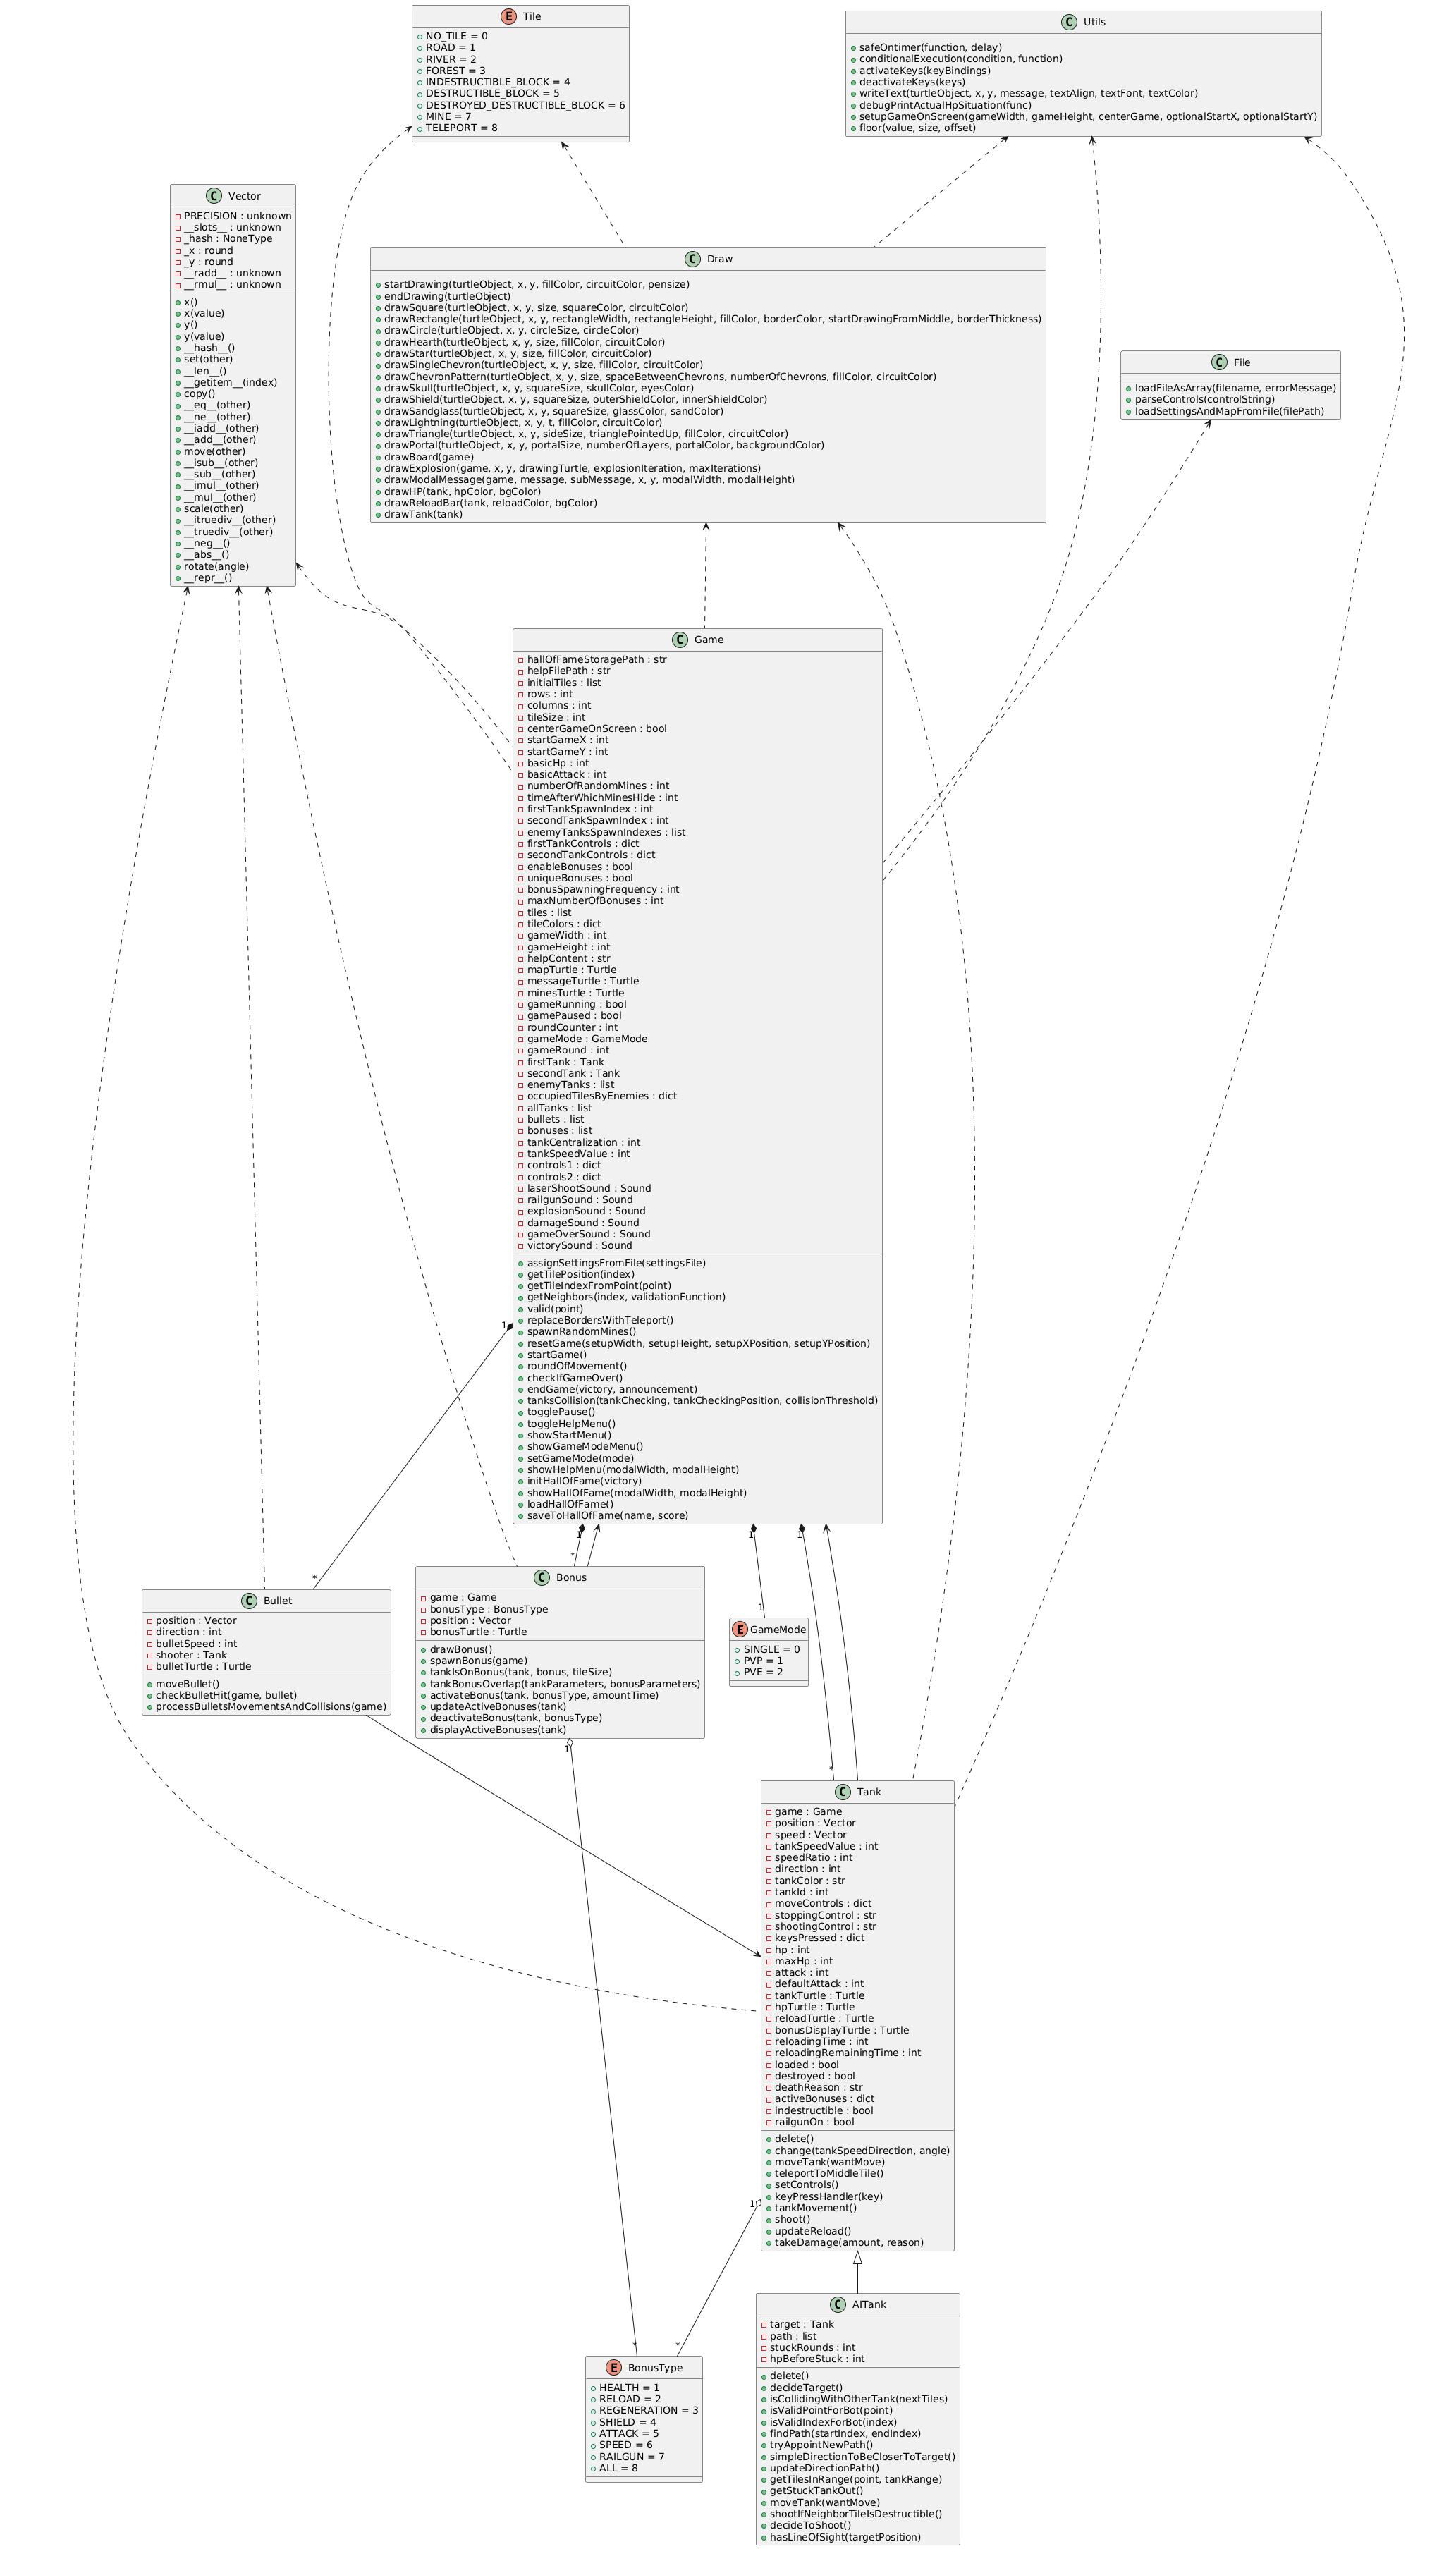 E Tile
NO_TILE = 0
ROAD = 1
RIVER = 2
FOREST = 3
INDESTRUCTIBLE_BLOCK = 4
DESTRUCTIBLE_BLOCK = 5
DESTROYED_DESTRUCTIBLE_BLOCK = 6
MINE = 7
TELEPORT = 8
C Utils
safeOntimer(function, delay)
conditionalExecution(condition, function)
activateKeys(keyBindings)
deactivateKeys(keys)
writeText(turtleObject, x, y, message, textAlign, textFont, textColor)
debugPrintActualHpSituation(func)
setupGameOnScreen(gameWidth, gameHeight, centerGame, optionalStartX, optionalStartY)
floor(value, size, offset)
C Vector
PRECISION : unknown
__slots__ : unknown
_hash : NoneType
_x : round
_y : round
__radd__ : unknown
__rmul__ : unknown
x()
x(value)
y()
y(value)
__hash__()
set(other)
__len__()
__getitem__(index)
copy()
__eq__(other)
__ne__(other)
__iadd__(other)
__add__(other)
move(other)
__isub__(other)
__sub__(other)
__imul__(other)
__mul__(other)
scale(other)
__itruediv__(other)
__truediv__(other)
__neg__()
__abs__()
rotate(angle)
__repr__()
C Draw
startDrawing(turtleObject, x, y, fillColor, circuitColor, pensize)
endDrawing(turtleObject)
drawSquare(turtleObject, x, y, size, squareColor, circuitColor)
drawRectangle(turtleObject, x, y, rectangleWidth, rectangleHeight, fillColor, borderColor, startDrawingFromMiddle, borderThickness)
drawCircle(turtleObject, x, y, circleSize, circleColor)
drawHearth(turtleObject, x, y, size, fillColor, circuitColor)
drawStar(turtleObject, x, y, size, fillColor, circuitColor)
drawSingleChevron(turtleObject, x, y, size, fillColor, circuitColor)
drawChevronPattern(turtleObject, x, y, size, spaceBetweenChevrons, numberOfChevrons, fillColor, circuitColor)
drawSkull(turtleObject, x, y, squareSize, skullColor, eyesColor)
drawShield(turtleObject, x, y, squareSize, outerShieldColor, innerShieldColor)
drawSandglass(turtleObject, x, y, squareSize, glassColor, sandColor)
drawLightning(turtleObject, x, y, t, fillColor, circuitColor)
drawTriangle(turtleObject, x, y, sideSize, trianglePointedUp, fillColor, circuitColor)
drawPortal(turtleObject, x, y, portalSize, numberOfLayers, portalColor, backgroundColor)
drawBoard(game)
drawExplosion(game, x, y, drawingTurtle, explosionIteration, maxIterations)
drawModalMessage(game, message, subMessage, x, y, modalWidth, modalHeight)
drawHP(tank, hpColor, bgColor)
drawReloadBar(tank, reloadColor, bgColor)
drawTank(tank)
C File
loadFileAsArray(filename, errorMessage)
parseControls(controlString)
loadSettingsAndMapFromFile(filePath)
C Game
hallOfFameStoragePath : str
helpFilePath : str
initialTiles : list
rows : int
columns : int
tileSize : int
centerGameOnScreen : bool
startGameX : int
startGameY : int
basicHp : int
basicAttack : int
numberOfRandomMines : int
timeAfterWhichMinesHide : int
firstTankSpawnIndex : int
secondTankSpawnIndex : int
enemyTanksSpawnIndexes : list
firstTankControls : dict
secondTankControls : dict
enableBonuses : bool
uniqueBonuses : bool
bonusSpawningFrequency : int
maxNumberOfBonuses : int
tiles : list
tileColors : dict
gameWidth : int
gameHeight : int
helpContent : str
mapTurtle : Turtle
messageTurtle : Turtle
minesTurtle : Turtle
gameRunning : bool
gamePaused : bool
roundCounter : int
gameMode : GameMode
gameRound : int
firstTank : Tank
secondTank : Tank
enemyTanks : list
occupiedTilesByEnemies : dict
allTanks : list
bullets : list
bonuses : list
tankCentralization : int
tankSpeedValue : int
controls1 : dict
controls2 : dict
laserShootSound : Sound
railgunSound : Sound
explosionSound : Sound
damageSound : Sound
gameOverSound : Sound
victorySound : Sound
assignSettingsFromFile(settingsFile)
getTilePosition(index)
getTileIndexFromPoint(point)
getNeighbors(index, validationFunction)
valid(point)
replaceBordersWithTeleport()
spawnRandomMines()
resetGame(setupWidth, setupHeight, setupXPosition, setupYPosition)
startGame()
roundOfMovement()
checkIfGameOver()
endGame(victory, announcement)
tanksCollision(tankChecking, tankCheckingPosition, collisionThreshold)
togglePause()
toggleHelpMenu()
showStartMenu()
showGameModeMenu()
setGameMode(mode)
showHelpMenu(modalWidth, modalHeight)
initHallOfFame(victory)
showHallOfFame(modalWidth, modalHeight)
loadHallOfFame()
saveToHallOfFame(name, score)
1
1
1
1
*
*
1
*
C Bullet
position : Vector
direction : int
bulletSpeed : int
shooter : Tank
bulletTurtle : Turtle
moveBullet()
checkBulletHit(game, bullet)
processBulletsMovementsAndCollisions(game)
C Bonus
game : Game
bonusType : BonusType
position : Vector
bonusTurtle : Turtle
drawBonus()
spawnBonus(game)
tankIsOnBonus(tank, bonus, tileSize)
tankBonusOverlap(tankParameters, bonusParameters)
activateBonus(tank, bonusType, amountTime)
updateActiveBonuses(tank)
deactivateBonus(tank, bonusType)
displayActiveBonuses(tank)
E GameMode
SINGLE = 0
PVP = 1
PVE = 2
1
C Tank
game : Game
position : Vector
speed : Vector
tankSpeedValue : int
speedRatio : int
direction : int
tankColor : str
tankId : int
moveControls : dict
stoppingControl : str
shootingControl : str
keysPressed : dict
hp : int
maxHp : int
attack : int
defaultAttack : int
tankTurtle : Turtle
hpTurtle : Turtle
reloadTurtle : Turtle
bonusDisplayTurtle : Turtle
reloadingTime : int
reloadingRemainingTime : int
loaded : bool
destroyed : bool
deathReason : str
activeBonuses : dict
indestructible : bool
railgunOn : bool
delete()
change(tankSpeedDirection, angle)
moveTank(wantMove)
teleportToMiddleTile()
setControls()
keyPressHandler(key)
tankMovement()
shoot()
updateReload()
takeDamage(amount, reason)
1
*
*
E BonusType
HEALTH = 1
RELOAD = 2
REGENERATION = 3
SHIELD = 4
ATTACK = 5
SPEED = 6
RAILGUN = 7
ALL = 8
C AITank
target : Tank
path : list
stuckRounds : int
hpBeforeStuck : int
delete()
decideTarget()
isCollidingWithOtherTank(nextTiles)
isValidPointForBot(point)
isValidIndexForBot(index)
findPath(startIndex, endIndex)
tryAppointNewPath()
simpleDirectionToBeCloserToTarget()
updateDirectionPath()
getTilesInRange(point, tankRange)
getStuckTankOut()
moveTank(wantMove)
shootIfNeighborTileIsDestructible()
decideToShoot()
hasLineOfSight(targetPosition)